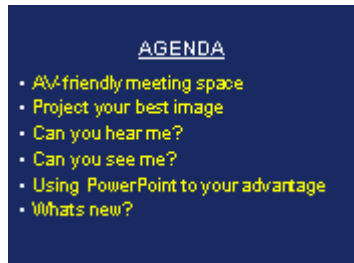 AGENDA
• AV-friendly meeting space
• Project your best image
• Can you hear me?
• Can you see me?
• Using PowerPoint to your advantage
• Whats new?